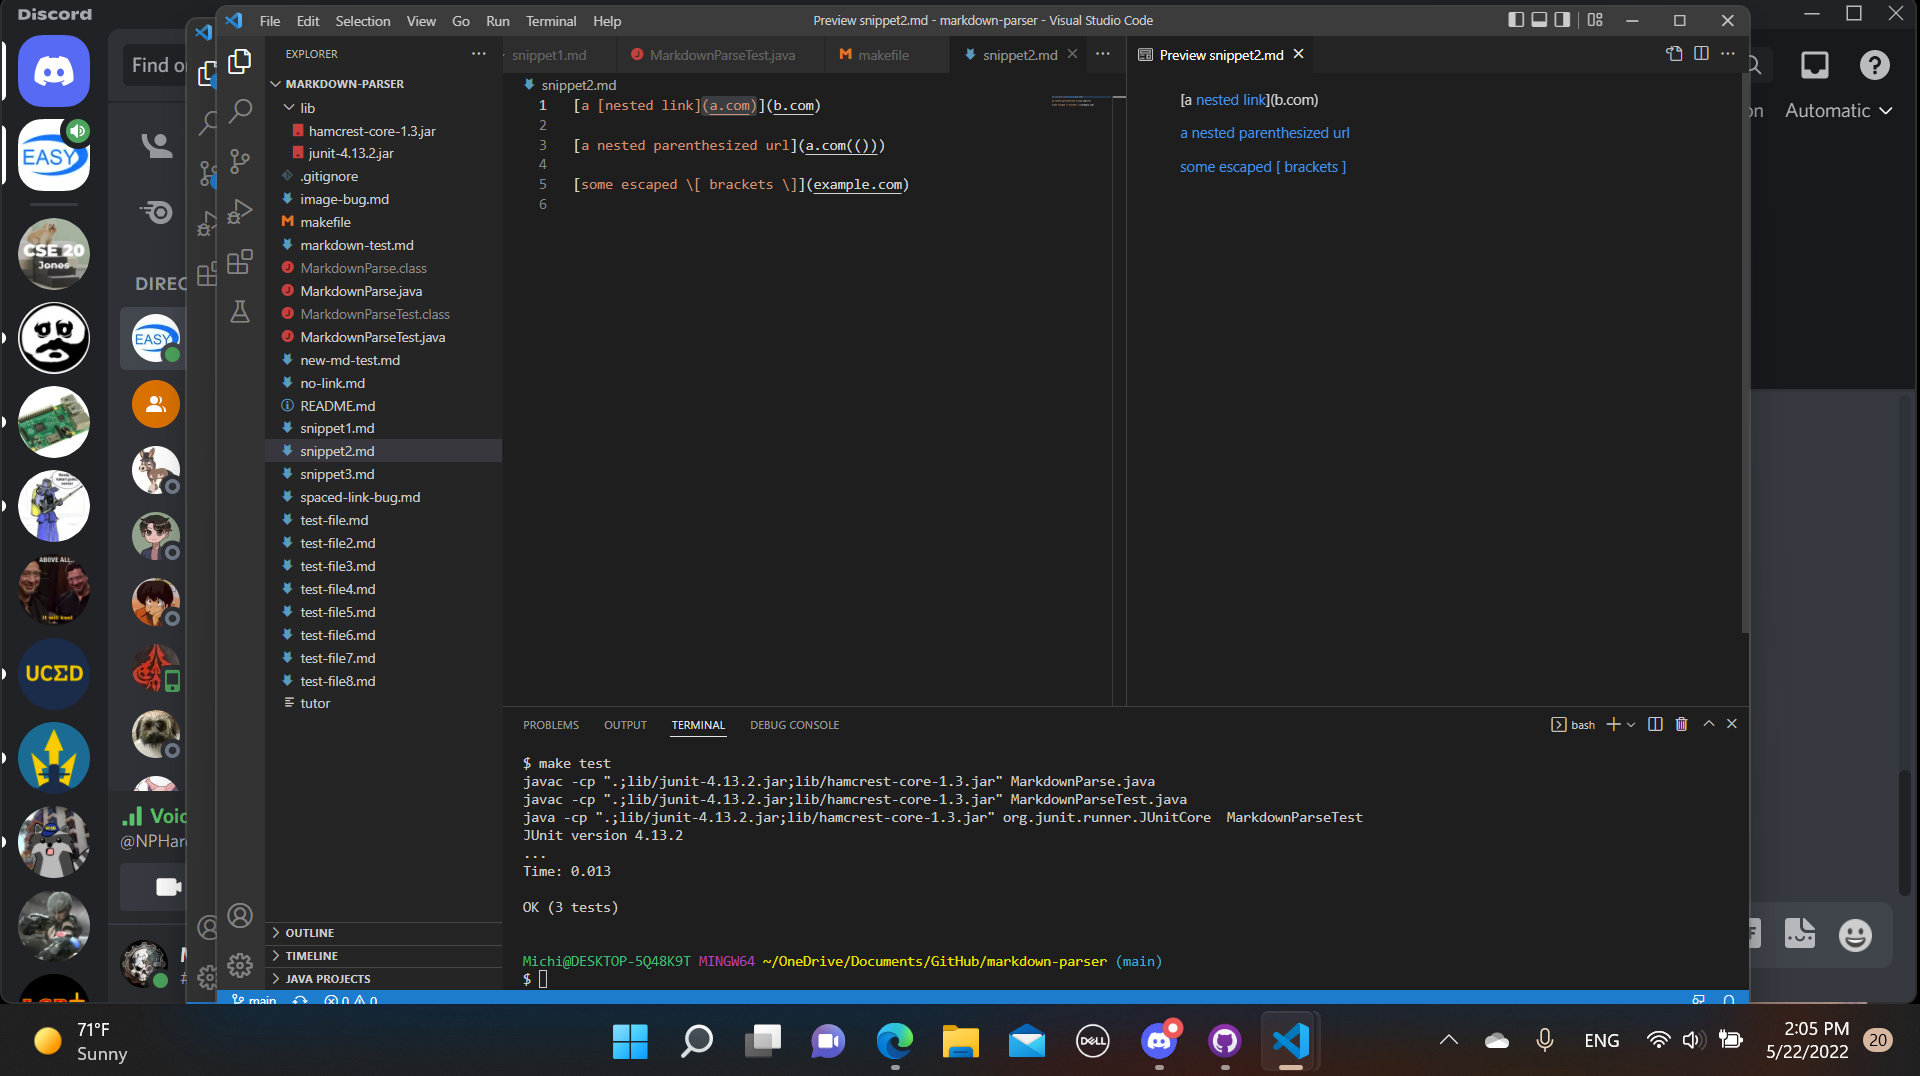 Discord
File Edit Selection View Go Run Terminal Help
Preview snippet2.md - markdown-parser - Visual Studio Code
EXPLORER
snippet1.md
MarkdownParseTest.java
makefile
snippet2.md
Preview snippet2.md
Find o
MARKDOWN-PARSER
lib
hamcrest-core-1.3.jar
junit-4.13.2.jar
.gitignore
image-bug.md
makefile
markdown-test.md
MarkdownParse.class
MarkdownParse.java
MarkdownParseTest.class
MarkdownParseTest.java
new-md-test.md
no-link.md
README.md
snippet1.md
snippet2.md
snippet3.md
spaced-link-bug.md
test-file.md
test-file2.md
test-file3.md
test-file4.md
test-file5.md
test-file6.md
test-file7.md
test-file8.md
tutor
OUTLINE
TIMELINE
JAVA PROJECTS
snippet2.md
1 [a [nested link](a.com)](b.com)
2
3 [a nested parenthesized url](a.com(()))
4
5 [some escaped \[ brackets \]](example.com)
6
[a nested link](b.com)
a nested parenthesized url
some escaped [ brackets ]
on Automatic
EASY
CSE 20
Jones
DIREC
EASY
ABOVE ALL..
UCΣD
Voic
@NPHar
PROBLEMS OUTPUT TERMINAL DEBUG CONSOLE
bash
$ make test
javac -cp ".;lib/junit-4.13.2.jar;lib/hamcrest-core-1.3.jar" MarkdownParse.java
javac -cp ".;lib/junit-4.13.2.jar;lib/hamcrest-core-1.3.jar" MarkdownParseTest.java
java -cp ".;lib/junit-4.13.2.jar;lib/hamcrest-core-1.3.jar" org.junit.runner.JUnitCore  MarkdownParseTest
JUnit version 4.13.2
...
Time: 0.013
OK (3 tests)
Michi@DESKTOP-5Q48K9T MINGW64 ~/OneDrive/Documents/GitHub/markdown-parser (main)
$
main 0 0
71°F
Sunny
DELL
ENG
2:05 PM
5/22/2022
20